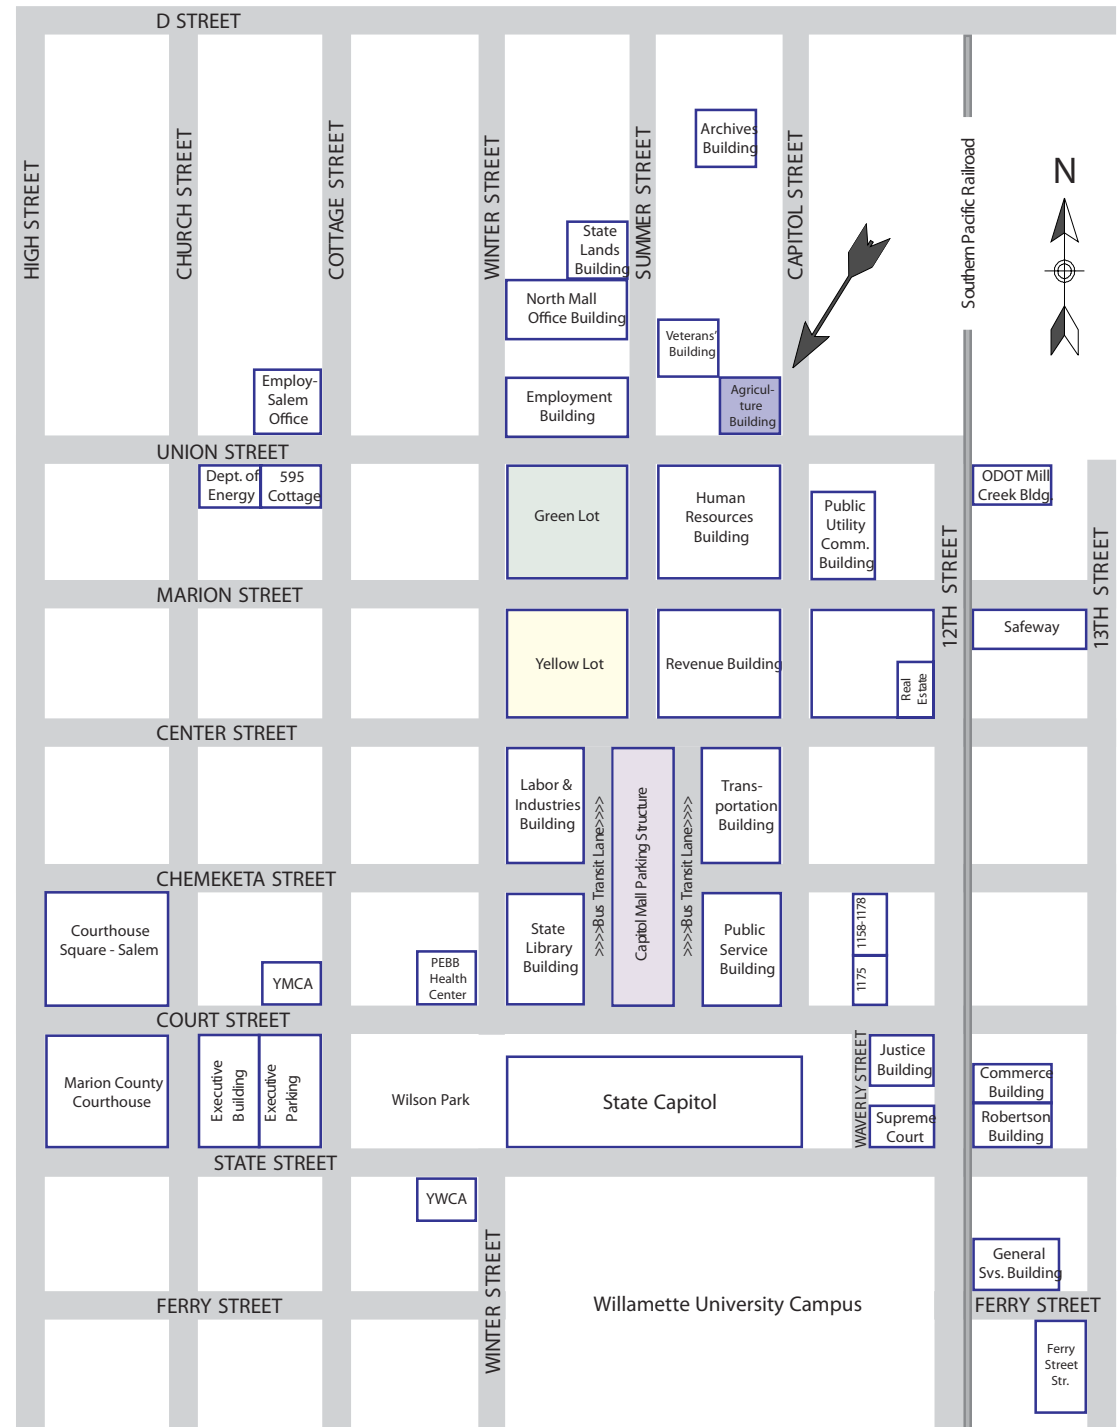 D STREET
HIGH STREET
CHURCH STREET
COTTAGE STREET
WINTER STREET
SUMMER STREET
CAPITOL STREET
Southern Pacific Railroad
N
Archives
Building
State
Lands
Building
North Mall
Office Building
Veterans'
Building
Employ-
Salem
Office
Employment
Building
Agricul-
ture
Building
UNION STREET
Dept. of
Energy
595
Cottage
Green Lot
Human
Resources
Building
Public
Utility
Comm.
Building
ODOT Mill
Creek Bldg.
12TH STREET
13TH STREET
MARION STREET
Yellow Lot
Revenue Building
Real
Estate
Safeway
CENTER STREET
Labor &
Industries
Building
>>>>Bus Transit Lane>>>>
Capitol Mall Parking Structure
>>>>Bus Transit Lane>>>>
Trans-
portation
Building
CHEMEKETA STREET
Courthouse
Square - Salem
YMCA
PEBB
Health
Center
State
Library
Building
Public
Service
Building
1158-1178
1175
COURT STREET
Marion County
Courthouse
Executive
Building
Executive
Parking
Wilson Park
State Capitol
WAVERLY STREET
Justice
Building
Supreme
Court
Commerce
Building
Robertson
Building
STATE STREET
YWCA
WINTER STREET
General
Svs. Building
FERRY STREET
Willamette University Campus
FERRY STREET
Ferry
Street
Str.